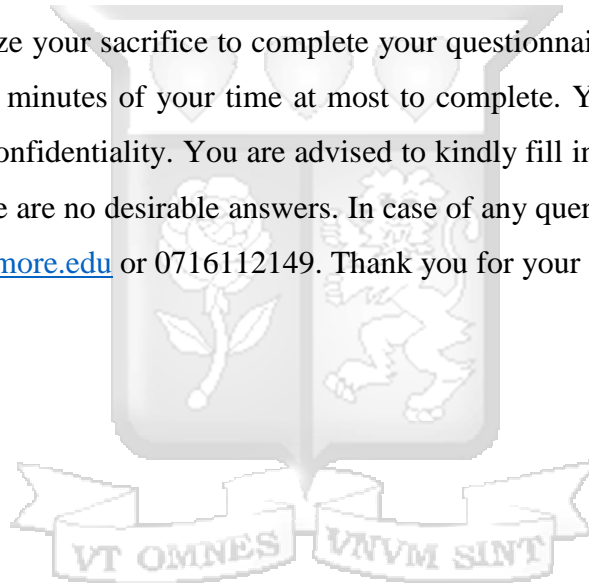 ze your sacrifice to complete your questionnai
minutes of your time at most to complete. Y
onfidentiality. You are advised to kindly fill in
e are no desirable answers. In case of any quer
more.edu or 0716112149. Thank you for your
VT OMNES VNVM SINT